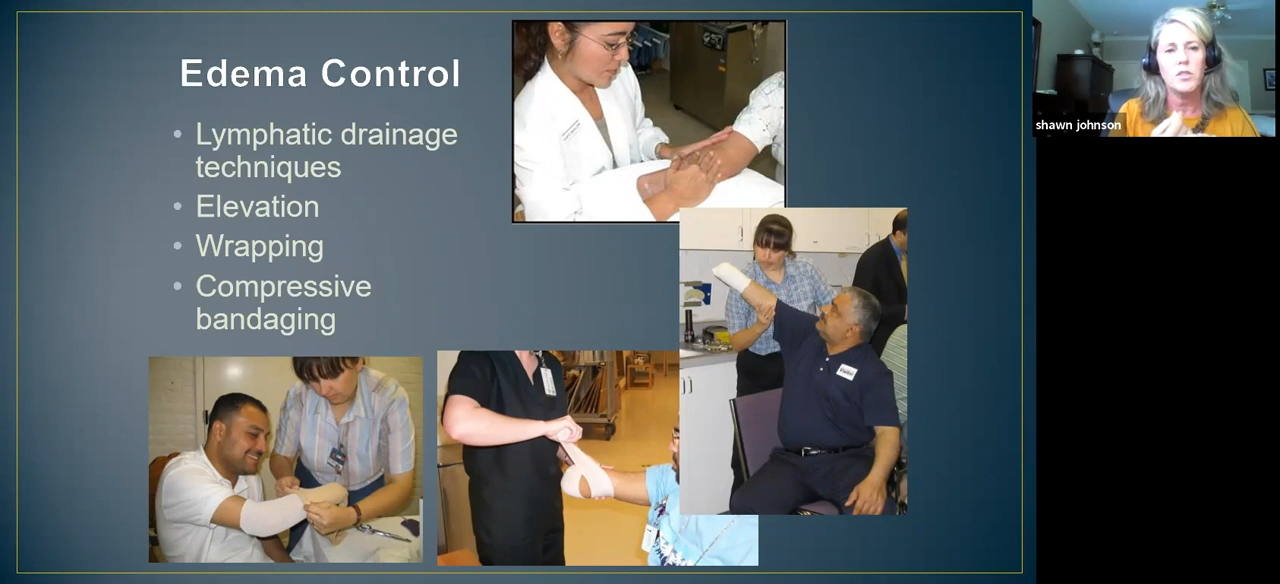 Edema Control
• Lymphatic drainage
techniques
• Elevation
• Wrapping
• Compressive
bandaging
shawn johnson